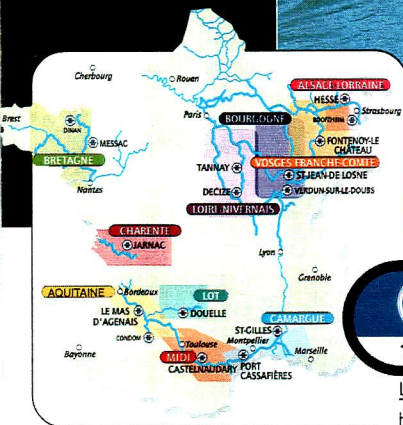 Cherbourg
Rouen
ALSACE LORRAINE
HESSE
Strasbourg
BOOFZHEIM
Brest
Paris
BOURGOGNE
DINAN
MESSAC
FONTENOY-LE
CHÂTEAU
BRETAGNE
TANNAY
VOSGES FRANCHE-COMTE
ST-JEAN DE LOSNE
Nantes
DECIZE
VERDUN-SUR-LE-DOUBS
LOIRE-NIVERNAIS
CHARENTE
JARNAC
Lyon
Grenoble
AQUITAINE
Bordeaux
LOT
LE MAS
D'AGENAIS
DOUELLE
CAMARGUE
ST-GILLES
CONDOM
Toulouse
Montpellier
Bayonne
MIDI
Marseille
CASTELNAUDARY
PORT
CASSAFIÈRES